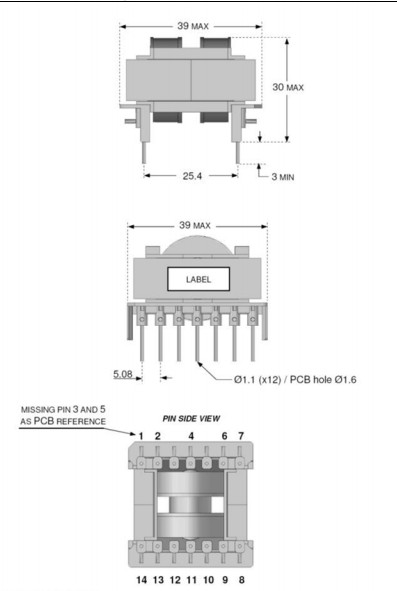 39 MAX
30 MAX
25.4
3 MIN
39 MAX
LABEL
5.08
Ø1.1 (x12) / PCB hole Ø1.6
MISSING PIN 3 AND 5
AS PCB REFERENCE
PIN SIDE VIEW
1 2 4 6 7
14 13 12 11 10 9 8